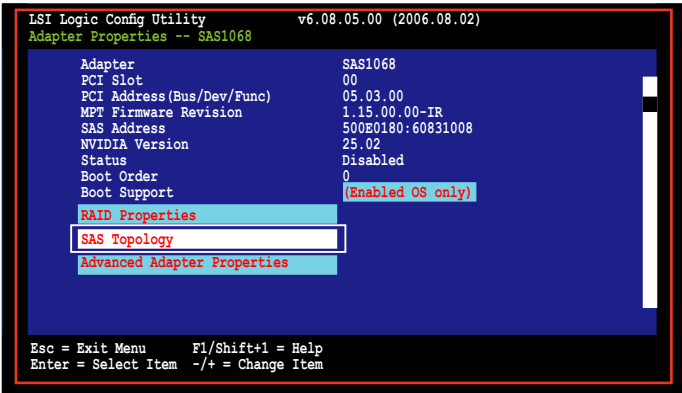 LSI Logic Config Utility v6.08.05.00 (2006.08.02)
Adapter Properties -- SAS1068
Adapter SAS1068
PCI Slot 00
PCI Address(Bus/Dev/Func) 05.03.00
MPT Firmware Revision 1.15.00.00-IR
SAS Address 500E0180:60831008
NVIDIA Version 25.02
Status Disabled
Boot Order 0
Boot Support (Enabled OS only)
RAID Properties
SAS Topology
Advanced Adapter Properties
Esc = Exit Menu F1/Shift+1 = Help
Enter = Select Item -/+ = Change Item